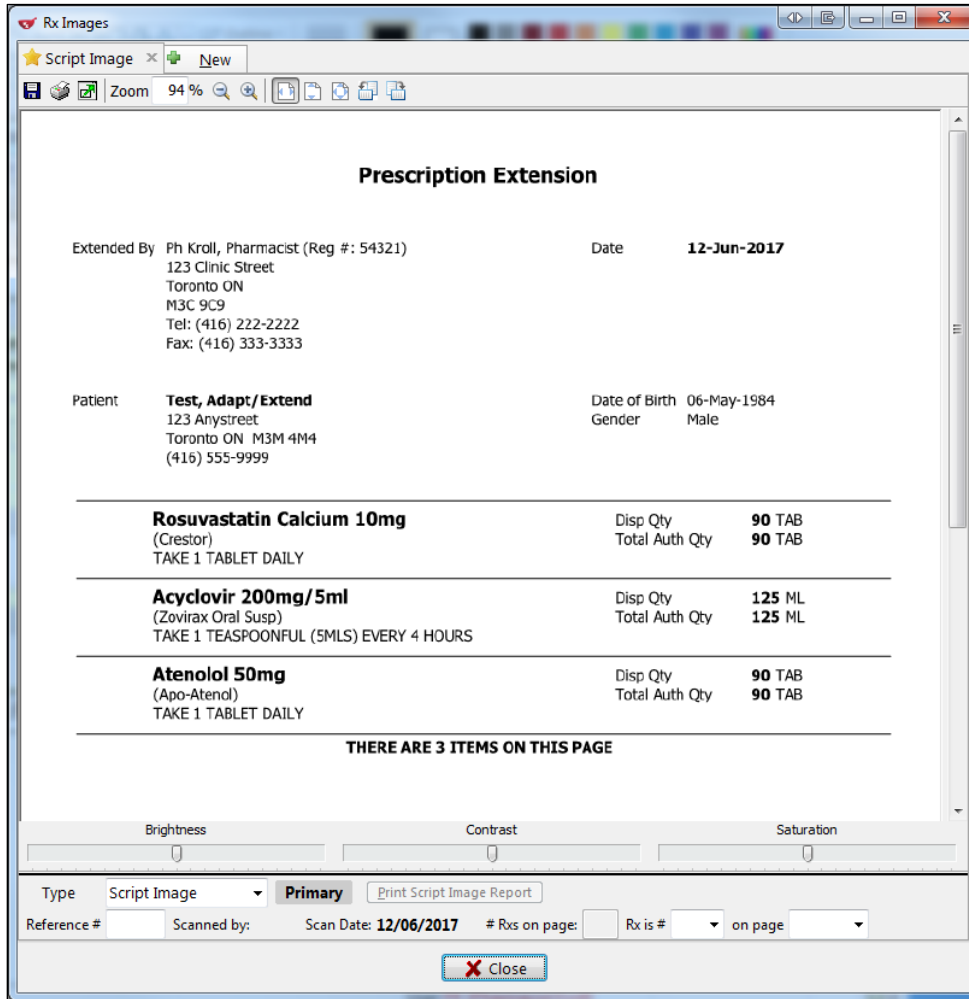 Rx Images
Script Image New
Zoom 94 %
Prescription Extension
Extended By Ph Kroll, Pharmacist (Reg #: 54321) Date 12-Jun-2017
123 Clinic Street
Toronto ON
M3C 9C9
Tel: (416) 222-2222
Fax: (416) 333-3333
Patient Test, Adapt/Extend Date of Birth 06-May-1984
123 Anystreet Gender Male
Toronto ON M3M 4M4
(416) 555-9999
Rosuvastatin Calcium 10mg Disp Qty 90 TAB
(Crestor) Total Auth Qty 90 TAB
TAKE 1 TABLET DAILY
Acyclovir 200mg/5ml Disp Qty 125 ML
(Zovirax Oral Susp) Total Auth Qty 125 ML
TAKE 1 TEASPOONFUL (5MLS) EVERY 4 HOURS
Atenolol 50mg Disp Qty 90 TAB
(Apo-Atenol) Total Auth Qty 90 TAB
TAKE 1 TABLET DAILY
THERE ARE 3 ITEMS ON THIS PAGE
Brightness Contrast Saturation
Type Script Image Primary Print Script Image Report
Reference # Scanned by: Scan Date: 12/06/2017 # Rxs on page: Rx is # on page
Close